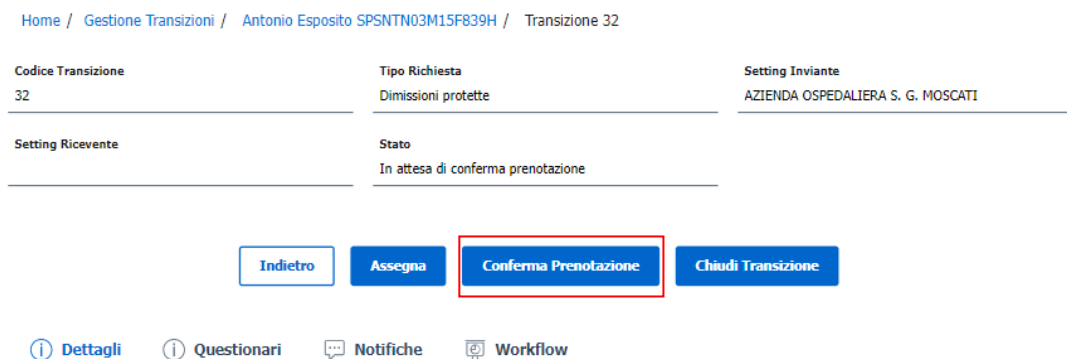 Home / Gestione Transizioni / Antonio Esposito SPSNTN03M15F839H / Transizione 32
Codice Transizione Tipo Richiesta Setting Inviante
32 Dimissioni protette AZIENDA OSPEDALIERA S. G. MOSCATI
Setting Ricevente Stato
In attesa di conferma prenotazione
Indietro Assegna Conferma Prenotazione Chiudi Transizione
Dettagli Questionari Notifiche Workflow